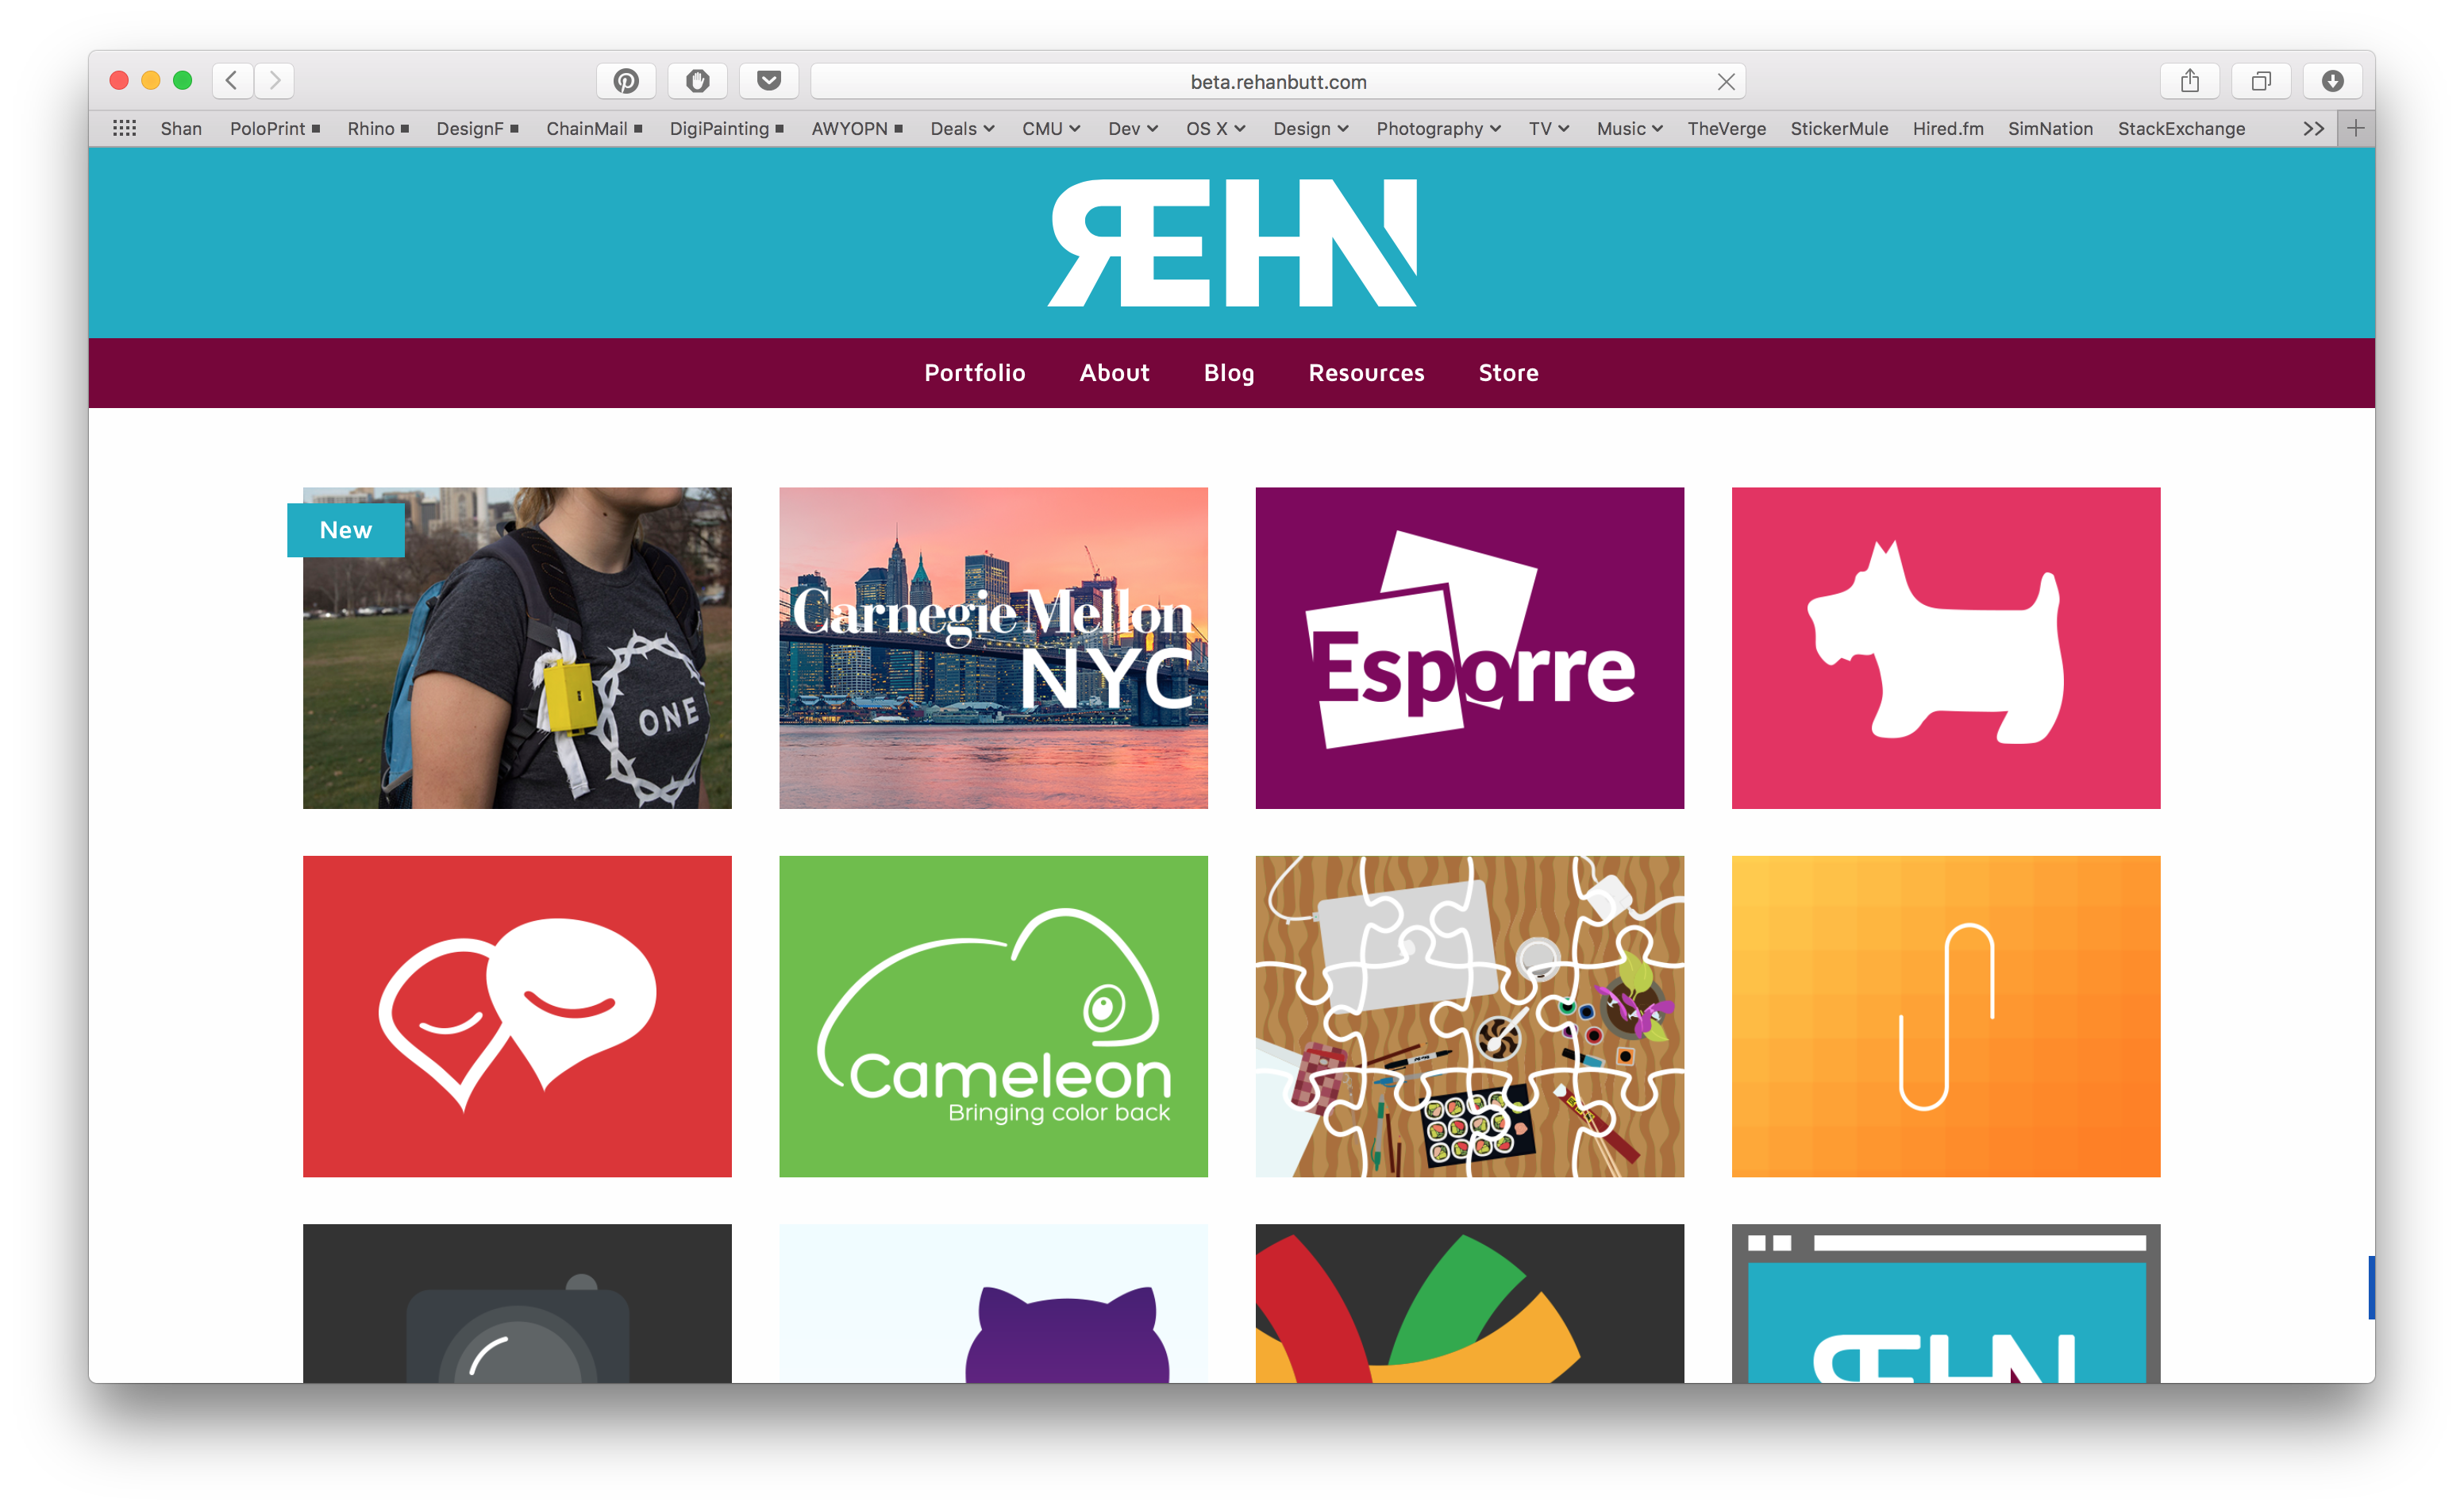 beta.rehanbutt.com
Shan PoloPrint Rhino DesignF ChainMail DigiPainting AWYOPN Deals CMU Dev OS X Design Photography TV Music TheVerge StickerMule Hired.fm SimNation StackExchange
REHN
Portfolio About Blog Resources Store
New
ONE
Carnegie Mellon
NYC
Esporre
Cameleon
Bringing color back
REHN